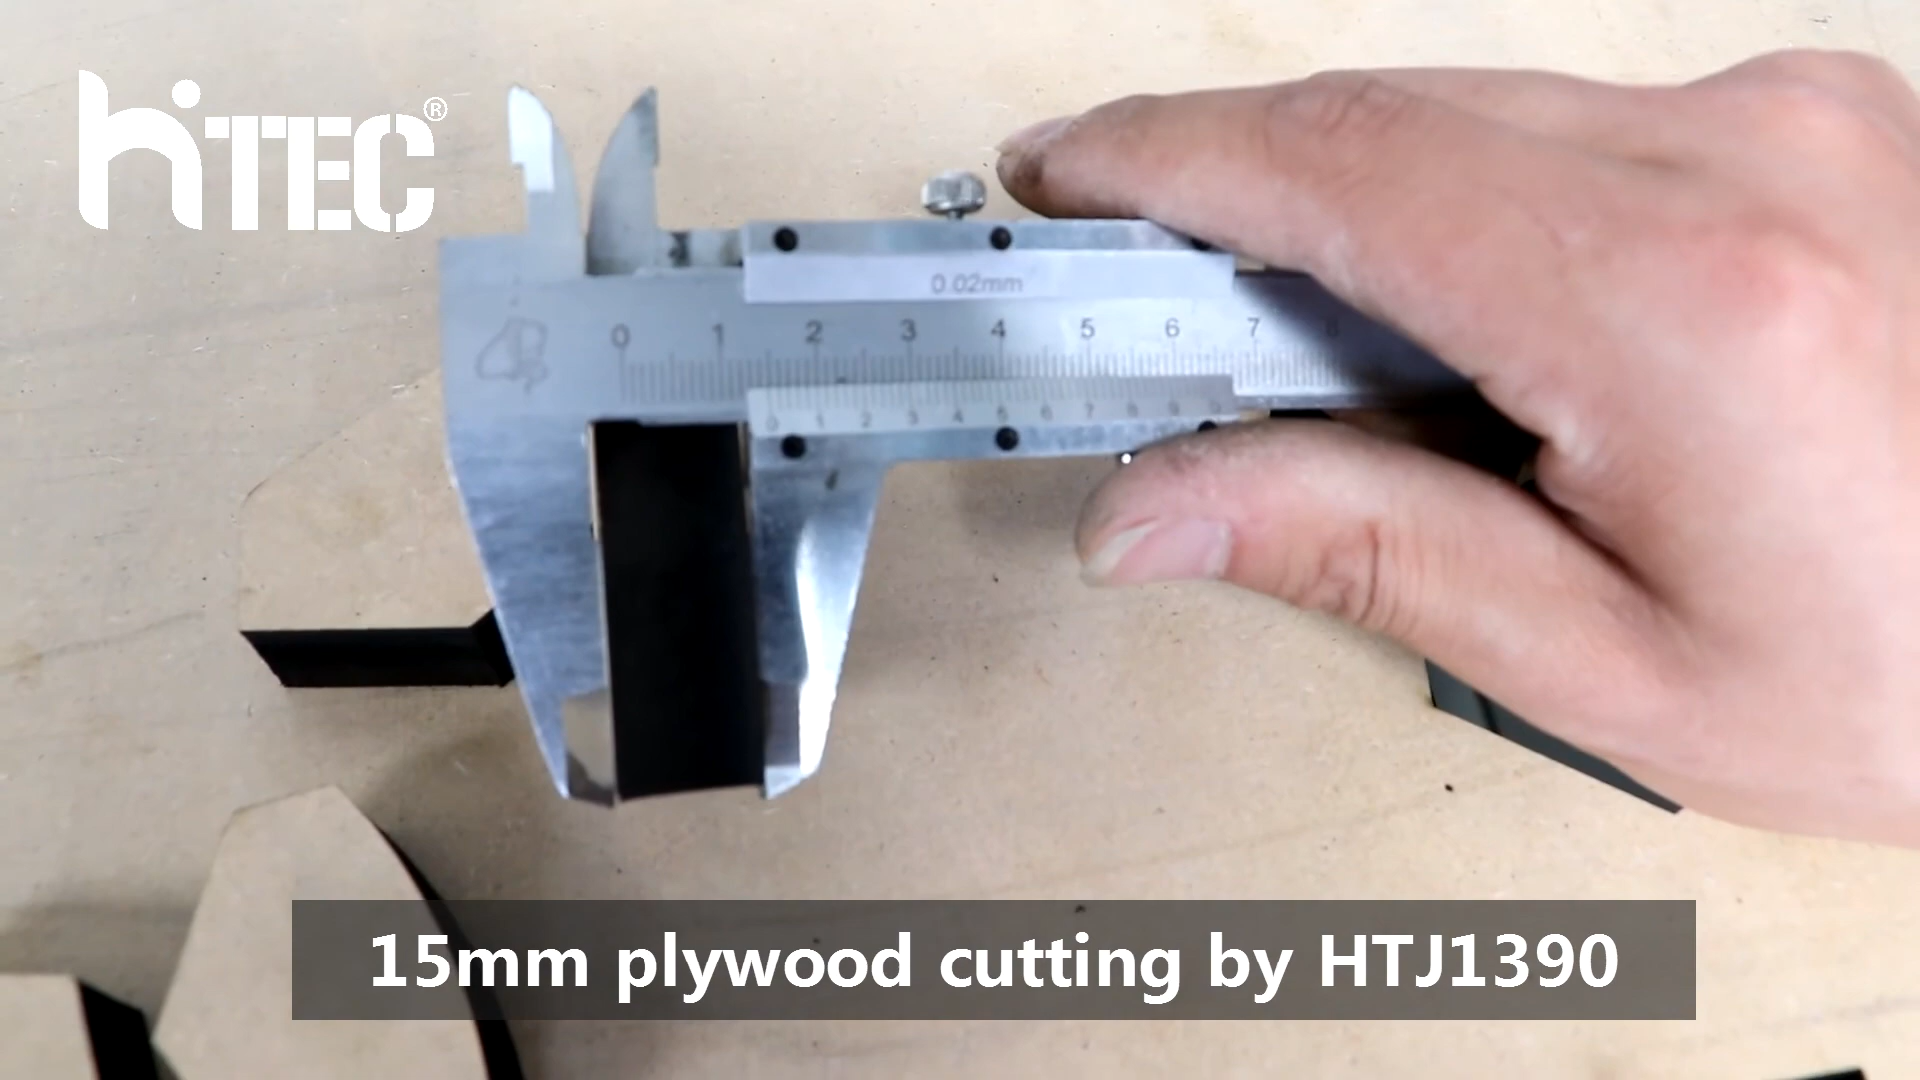 hiTEC®
0.02mm
0 1 2 3 4 5 6 7 8
0 1 2 3 4 5 6 7 8 9
15mm plywood cutting by HTJ1390